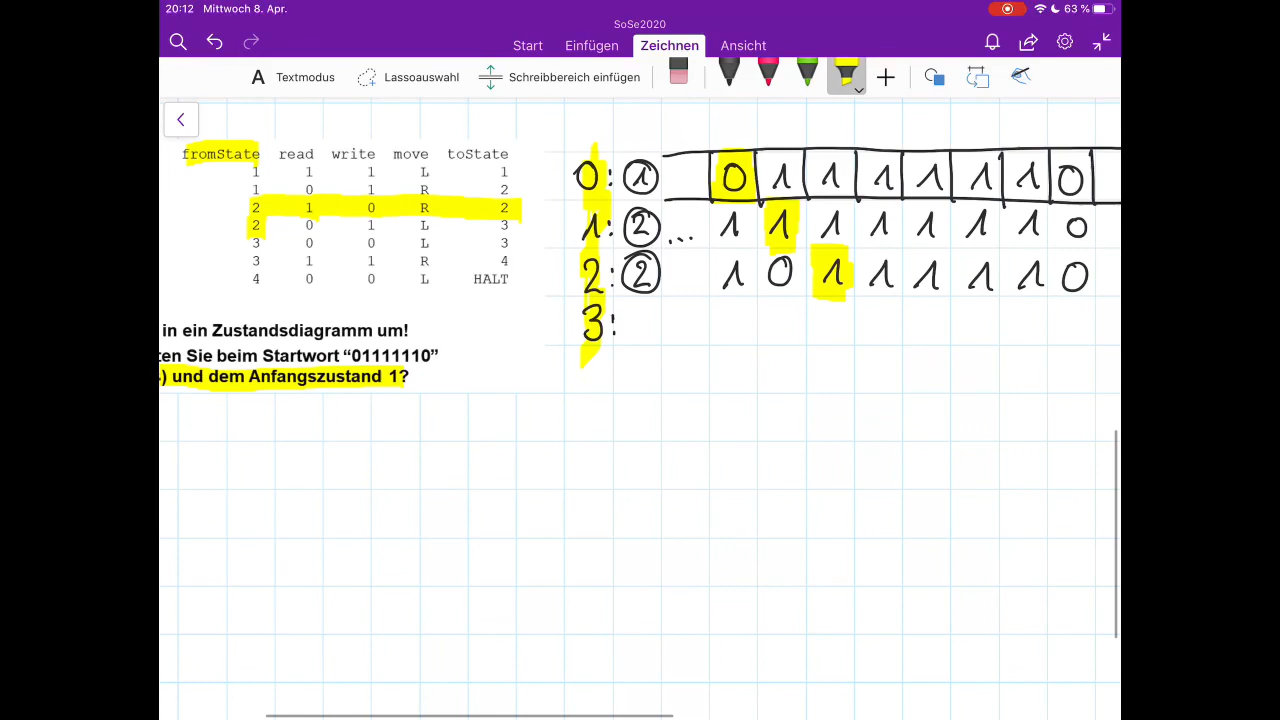 20:12 Mittwoch 8. Apr.
63 %
SoSe2020
Start Einfügen Zeichnen Ansicht
A Textmodus Lassoauswahl Schreibbereich einfügen
fromState read write move toState
1 1 1 L 1
1 0 1 R 2
2 1 0 R 2
2 0 1 L 3
3 0 0 L 3
3 1 1 R 4
4 0 0 L HALT
in ein Zustandsdiagramm um!
ten Sie beim Startwort “01111110”
) und dem Anfangszustand 1?
0: 1 0 1 1 1 1 1 1 0
1: 2 ... 1 1 1 1 1 1 1 0
2: 2 1 0 1 1 1 1 1 0
3: